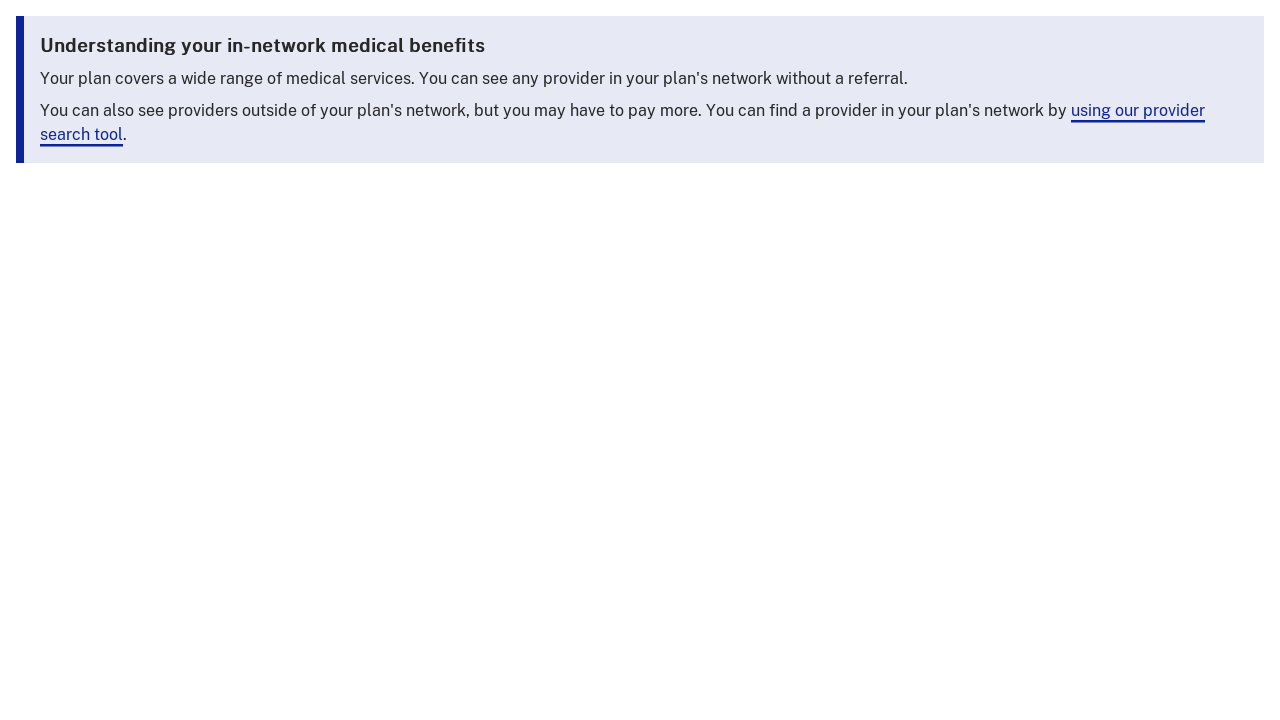 Understanding your in-network medical benefits
Your plan covers a wide range of medical services. You can see any provider in your plan's network without a referral.
You can also see providers outside of your plan's network, but you may have to pay more. You can find a provider in your plan's network by using our provider
search tool.